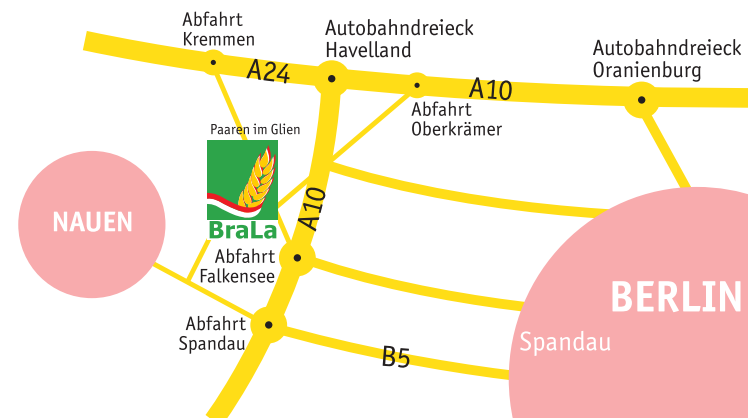 Abfahrt
Kremmen
Autobahndreieck
Havelland
Autobahndreieck
Oranienburg
A24
A10
Abfahrt
Oberkrämer
Paaren im Glien
NAUEN
A10
BraLa
Abfahrt
Falkensee
BERLIN
Abfahrt
Spandau
Spandau
B5